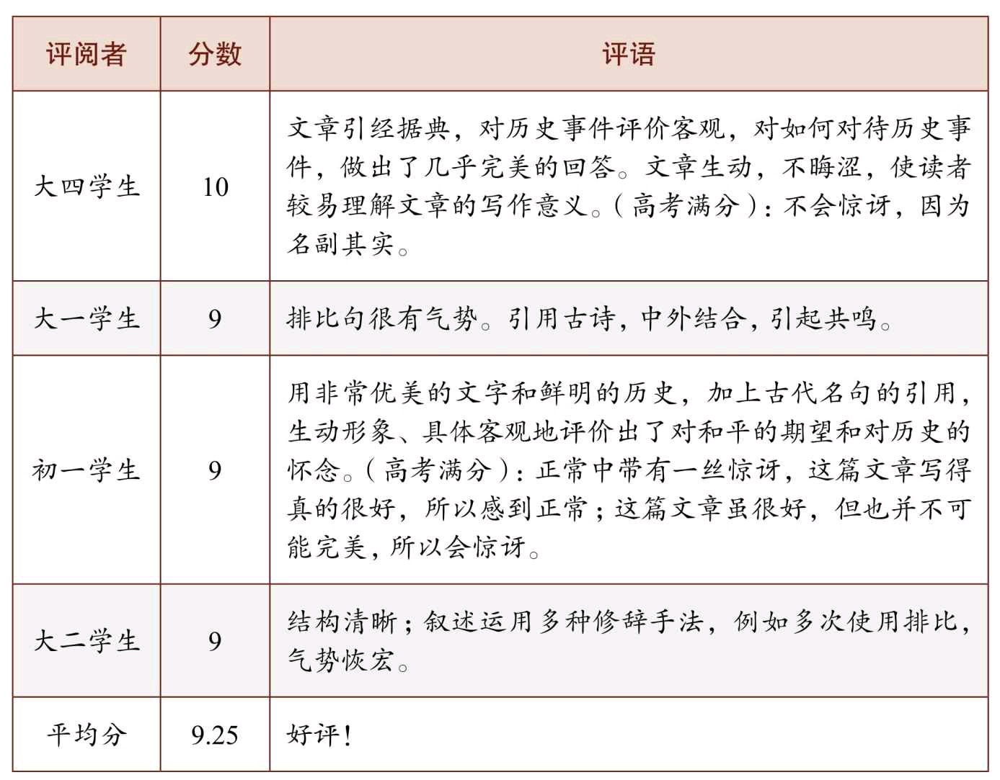 评阅者 分数 评语
大四学生 10
文章引经据典，对历史事件评价客观，对如何对待历史事
件，做出了几乎完美的回答。文章生动，不晦涩，使读者
较易理解文章的写作意义。（高考满分）：不会惊讶，因为
名副其实。
大一学生 9 排比句很有气势。引用古诗，中外结合，引起共鸣。
初一学生 9
用非常优美的文字和鲜明的历史，加上古代名句的引用，
生动形象、具体客观地评价出了对和平的期望和对历史的
怀念。（高考满分）：正常中带有一丝惊讶，这篇文章写得
真的很好，所以感到正常；这篇文章虽很好，但也并不可
能完美，所以会惊讶。
大二学生 9
结构清晰；叙述运用多种修辞手法，例如多次使用排比，
气势恢宏。
平均分 9.25 好评！